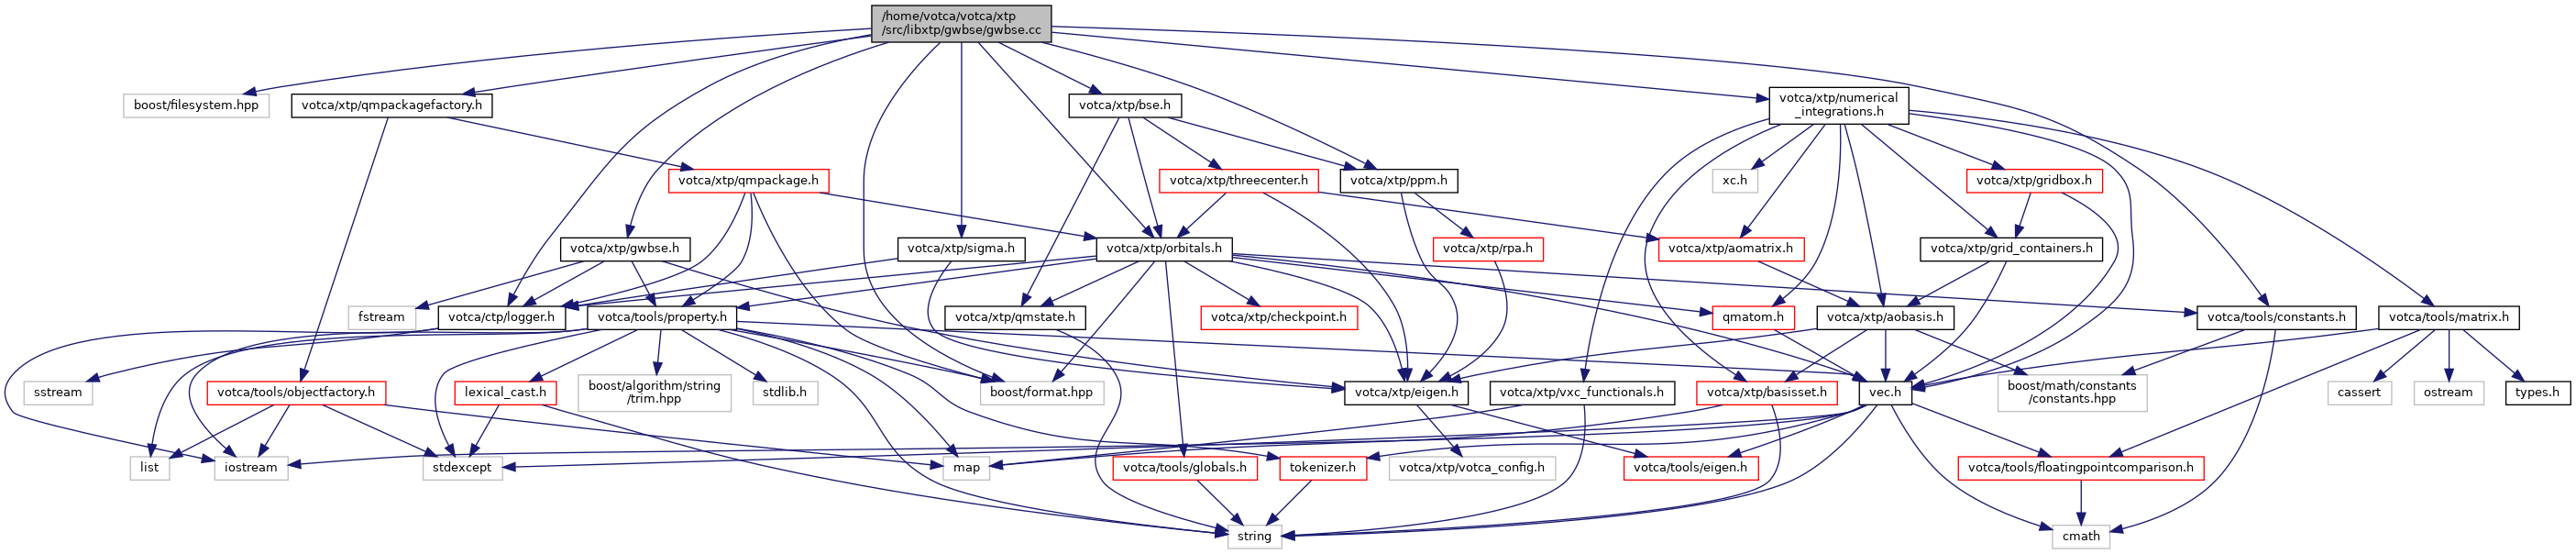 /home/votca/votca/xtp
/src/libxtp/gwbse/gwbse.cc
boost/filesystem.hpp
votca/xtp/qmpackagefactory.h
votca/xtp/bse.h
votca/xtp/numerical
_integrations.h
votca/xtp/qmpackage.h
votca/xtp/threecenter.h
votca/xtp/ppm.h
xc.h
votca/xtp/gridbox.h
votca/xtp/gwbse.h
votca/xtp/sigma.h
votca/xtp/orbitals.h
votca/xtp/rpa.h
votca/xtp/aomatrix.h
votca/xtp/grid_containers.h
fstream
votca/ctp/logger.h
votca/tools/property.h
votca/xtp/qmstate.h
votca/xtp/checkpoint.h
qmatom.h
votca/xtp/aobasis.h
votca/tools/constants.h
votca/tools/matrix.h
sstream
votca/tools/objectfactory.h
lexical_cast.h
boost/algorithm/string
/trim.hpp
stdlib.h
boost/format.hpp
votca/xtp/eigen.h
votca/xtp/vxc_functionals.h
votca/xtp/basisset.h
vec.h
boost/math/constants
/constants.hpp
cassert
ostream
types.h
list
iostream
stdexcept
map
votca/tools/globals.h
tokenizer.h
votca/xtp/votca_config.h
votca/tools/eigen.h
votca/tools/floatingpointcomparison.h
string
cmath